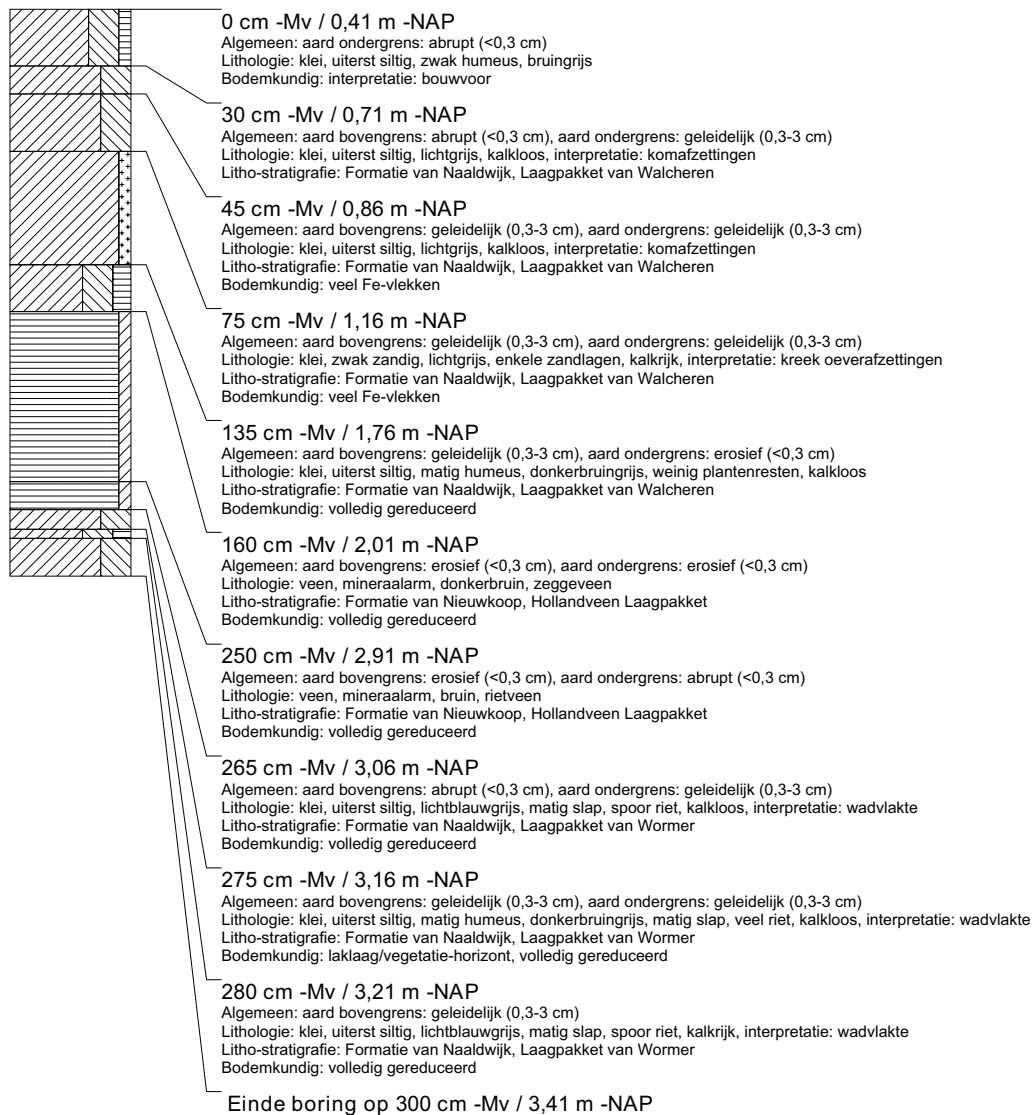 0 cm -Mv / 0,41 m -NAP
Algemeen: aard ondergrens: abrupt (<0,3 cm)
Lithologie: klei, uiterst siltig, zwak humeus, bruingrijs
Bodemkundig: interpretatie: bouwvoor
30 cm -Mv / 0,71 m -NAP
Algemeen: aard bovengrens: abrupt (<0,3 cm), aard ondergrens: geleidelijk (0,3-3 cm)
Lithologie: klei, uiterst siltig, lichtgrijs, kalkloos, interpretatie: komafzettingen
Litho-stratigrafie: Formatie van Naaldwijk, Laagpakket van Walcheren
45 cm -Mv / 0,86 m -NAP
Algemeen: aard bovengrens: geleidelijk (0,3-3 cm), aard ondergrens: geleidelijk (0,3-3 cm)
Lithologie: klei, uiterst siltig, lichtgrijs, kalkloos, interpretatie: komafzettingen
Litho-stratigrafie: Formatie van Naaldwijk, Laagpakket van Walcheren
Bodemkundig: veel Fe-vlekken
75 cm -Mv / 1,16 m -NAP
Algemeen: aard bovengrens: geleidelijk (0,3-3 cm), aard ondergrens: geleidelijk (0,3-3 cm)
Lithologie: klei, zwak zandig, lichtgrijs, enkele zandlagen, kalkrijk, interpretatie: kreek oeverafzettingen
Litho-stratigrafie: Formatie van Naaldwijk, Laagpakket van Walcheren
Bodemkundig: veel Fe-vlekken
135 cm -Mv / 1,76 m -NAP
Algemeen: aard bovengrens: geleidelijk (0,3-3 cm), aard ondergrens: erosief (<0,3 cm)
Lithologie: klei, uiterst siltig, matig humeus, donkerbruingrijs, weinig plantenresten, kalkloos
Litho-stratigrafie: Formatie van Naaldwijk, Laagpakket van Walcheren
Bodemkundig: volledig gereduceerd
160 cm -Mv / 2,01 m -NAP
Algemeen: aard bovengrens: erosief (<0,3 cm), aard ondergrens: erosief (<0,3 cm)
Lithologie: veen, mineraalarm, donkerbruin, zeggeveen
Litho-stratigrafie: Formatie van Nieuwkoop, Hollandveen Laagpakket
Bodemkundig: volledig gereduceerd
250 cm -Mv / 2,91 m -NAP
Algemeen: aard bovengrens: erosief (<0,3 cm), aard ondergrens: abrupt (<0,3 cm)
Lithologie: veen, mineraalarm, bruin, rietveen
Litho-stratigrafie: Formatie van Nieuwkoop, Hollandveen Laagpakket
Bodemkundig: volledig gereduceerd
265 cm -Mv / 3,06 m -NAP
Algemeen: aard bovengrens: abrupt (<0,3 cm), aard ondergrens: geleidelijk (0,3-3 cm)
Lithologie: klei, uiterst siltig, lichtblauwgrijs, matig slap, spoor riet, kalkloos, interpretatie: wadvlakte
Litho-stratigrafie: Formatie van Naaldwijk, Laagpakket van Wormer
Bodemkundig: volledig gereduceerd
275 cm -Mv / 3,16 m -NAP
Algemeen: aard bovengrens: geleidelijk (0,3-3 cm), aard ondergrens: geleidelijk (0,3-3 cm)
Lithologie: klei, uiterst siltig, matig humeus, donkerbruingrijs, matig slap, veel riet, kalkloos, interpretatie: wadvlakte
Litho-stratigrafie: Formatie van Naaldwijk, Laagpakket van Wormer
Bodemkundig: laklaag/vegetatie-horizont, volledig gereduceerd
280 cm -Mv / 3,21 m -NAP
Algemeen: aard bovengrens: geleidelijk (0,3-3 cm)
Lithologie: klei, uiterst siltig, lichtblauwgrijs, matig slap, spoor riet, kalkrijk, interpretatie: wadvlakte
Litho-stratigrafie: Formatie van Naaldwijk, Laagpakket van Wormer
Bodemkundig: volledig gereduceerd
Einde boring op 300 cm -Mv / 3,41 m -NAP